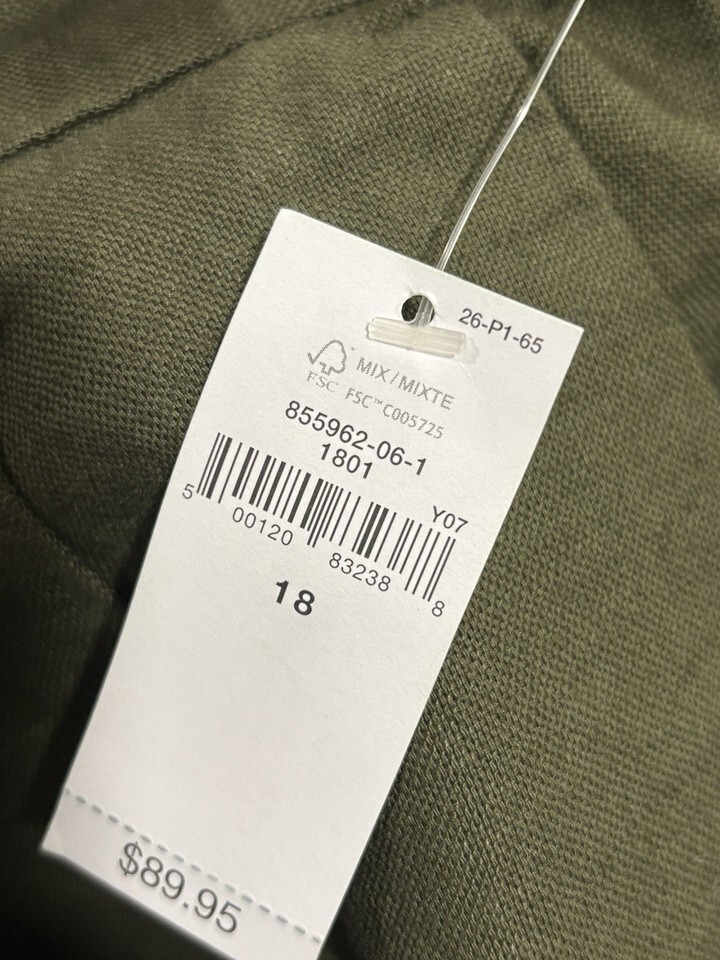 26-P1-65
MIX/MIXTE
FSC FSC™ C005725
855962-06-1
1801
Y07
5 00120 83238 8
18
$89.95